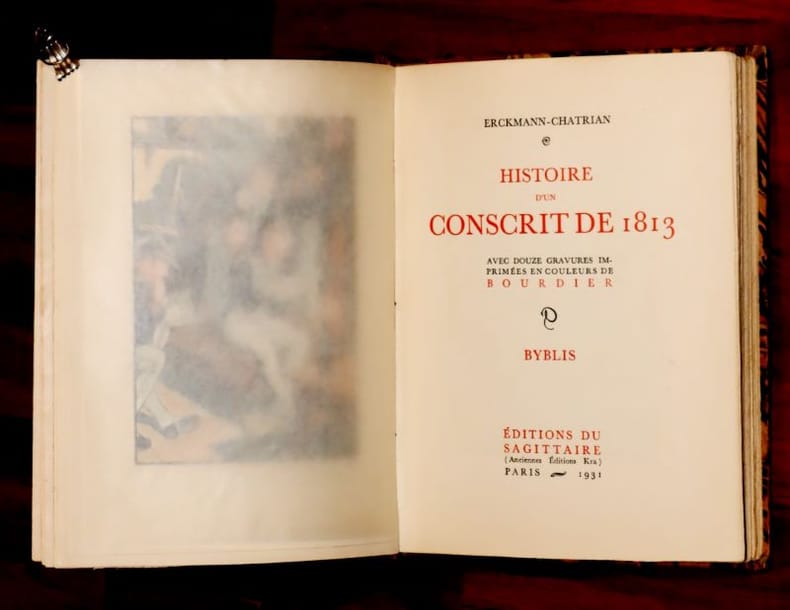 ERCKMANN-CHATRIAN
HISTOIRE
D'UN
CONSCRIT DE 1813
AVEC DOUZE GRAVURES IM-
PRIMÉES EN COULEURS DE
BOURDIER
BYBLIS
ÉDITIONS DU
SAGITTAIRE
(Anciennes Éditions Kra)
PARIS 1931